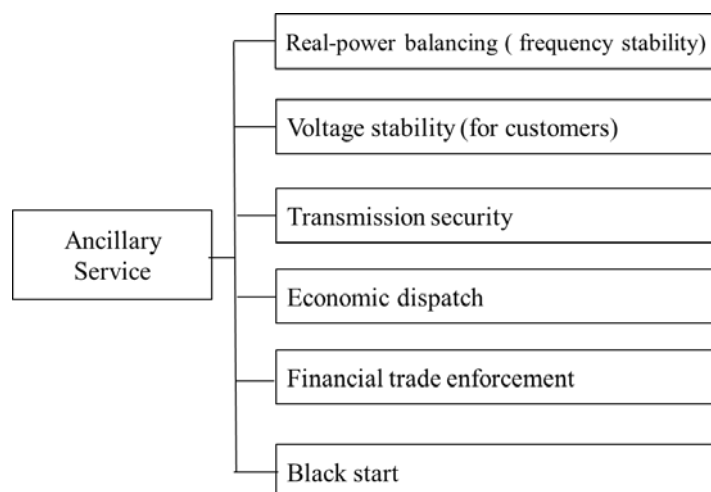 Real-power balancing ( frequency stability)
Voltage stability (for customers)
Transmission security
Ancillary
Service
Economic dispatch
Financial trade enforcement
Black start